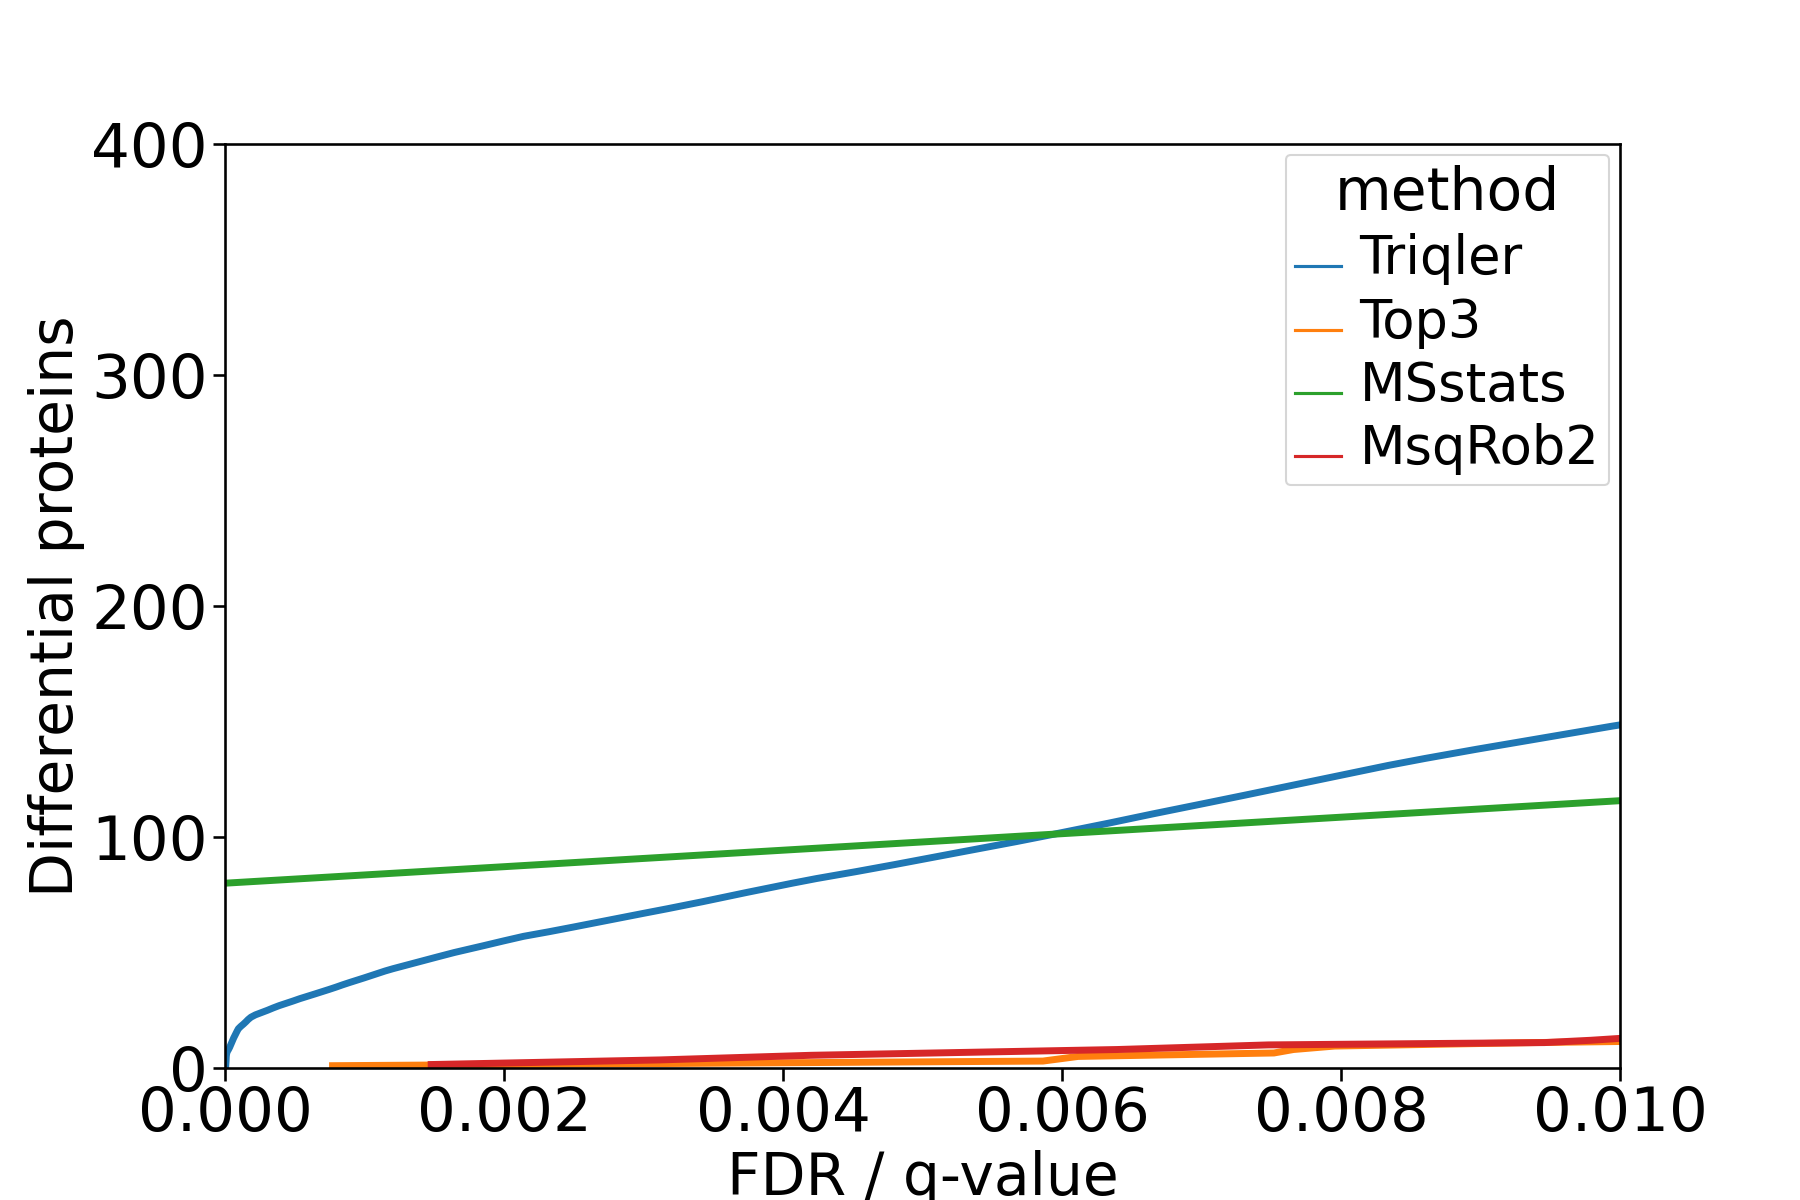 400
300
200
100
0
Differential proteins
method
Triqler
Top3
MSstats
MsqRob2
0.000 0.002 0.004 0.006 0.008 0.010
FDR / q-value